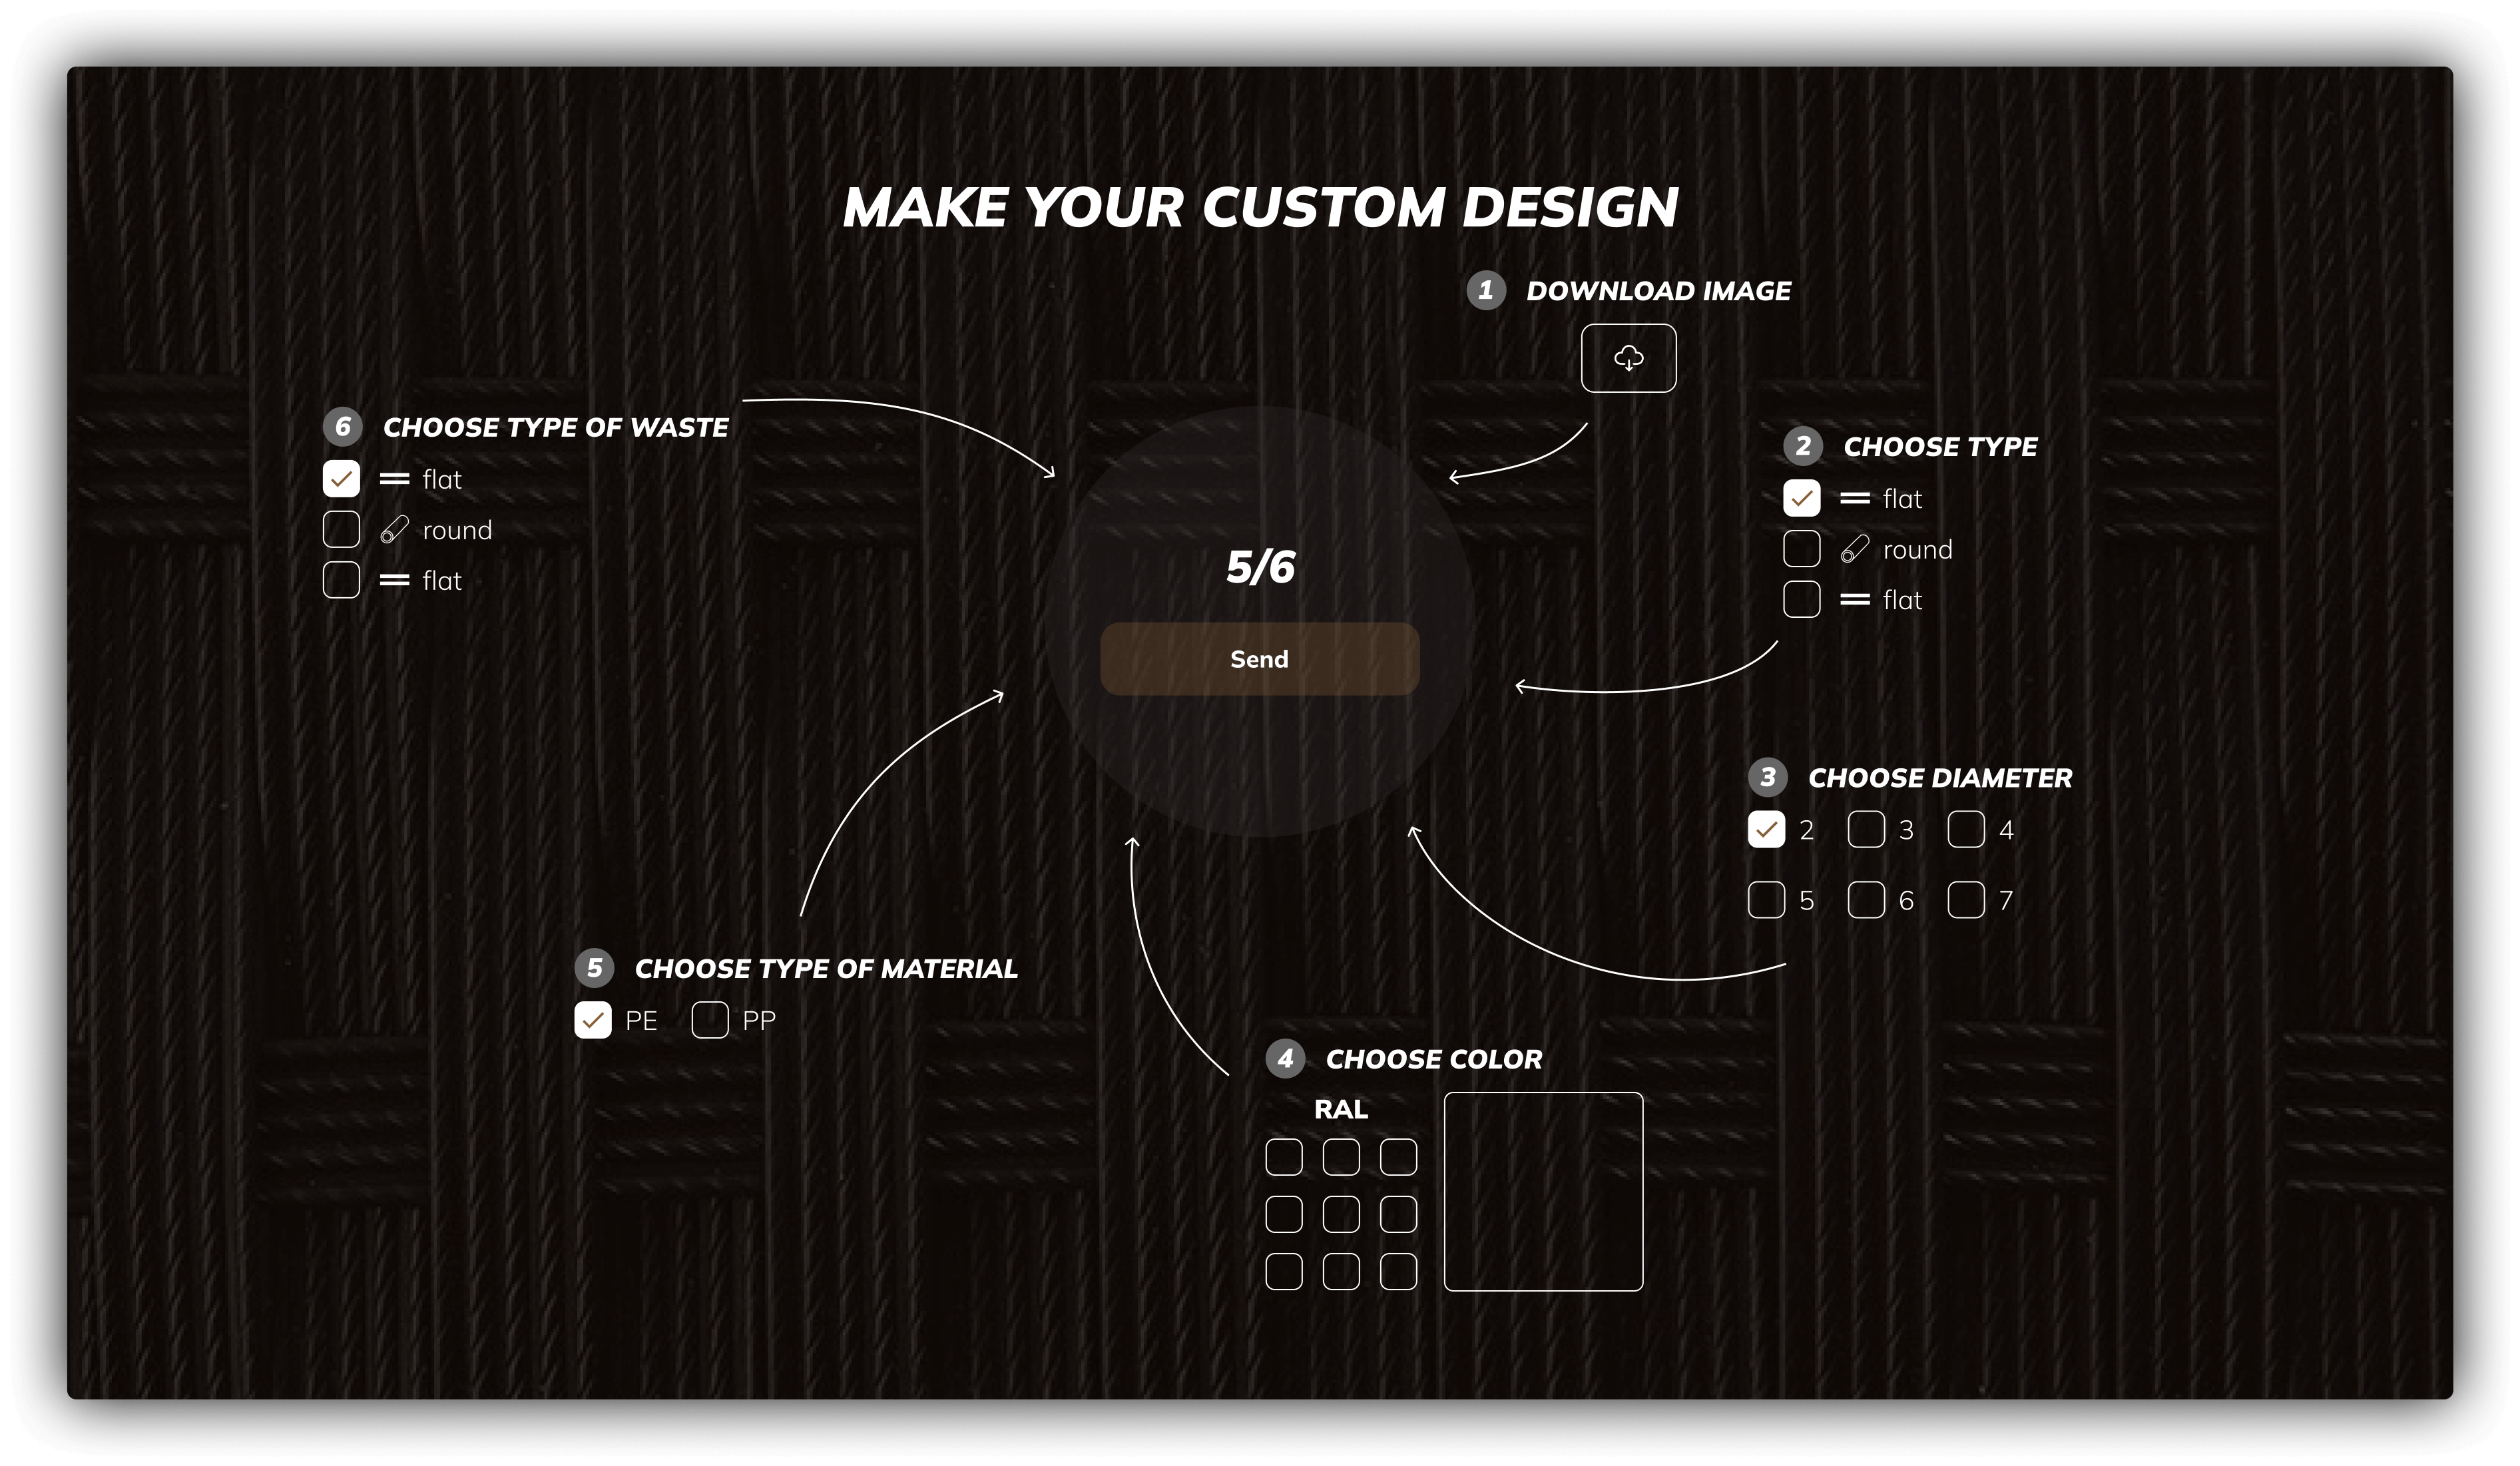 MAKE YOUR CUSTOM DESIGN
1 DOWNLOAD IMAGE
2 CHOOSE TYPE
flat
round
flat
3 CHOOSE DIAMETER
2 3 4
5 6 7
4 CHOOSE COLOR
RAL
5 CHOOSE TYPE OF MATERIAL
PE PP
6 CHOOSE TYPE OF WASTE
flat
round
flat
5/6
Send